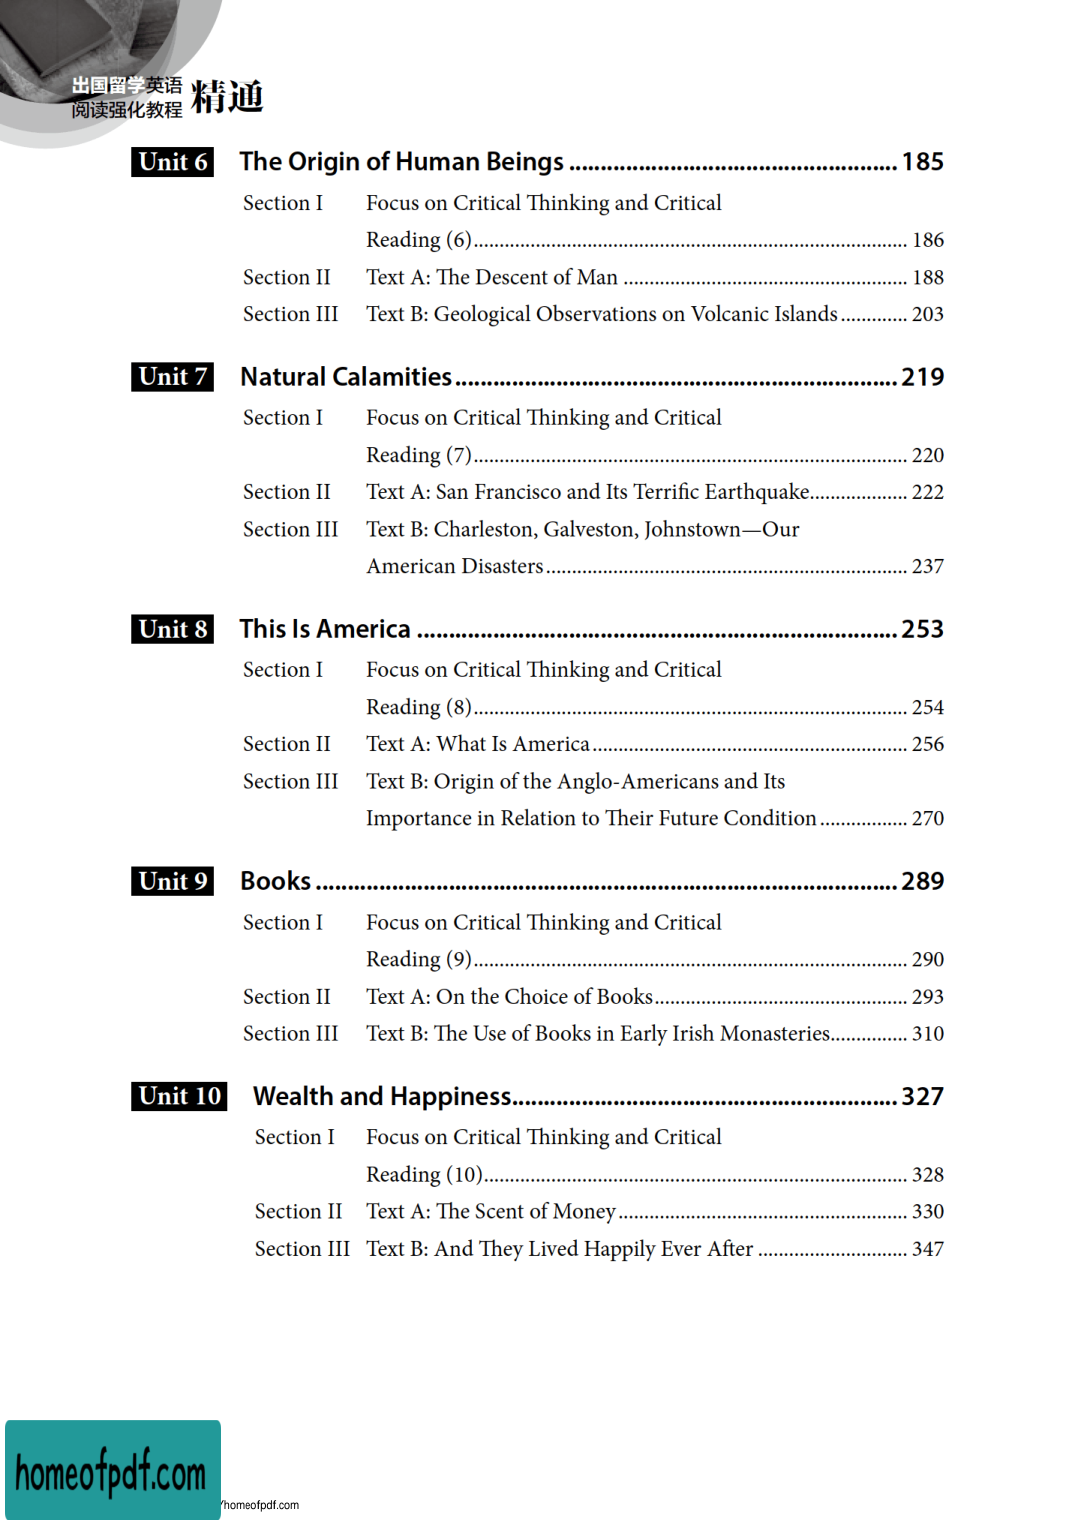 出国留学英语
阅读强化教程 精通
Unit 6 The Origin of Human Beings .................................................... 185
Section I Focus on Critical Thinking and Critical
Reading (6) .................................................................................... 186
Section II Text A: The Descent of Man ....................................................... 188
Section III Text B: Geological Observations on Volcanic Islands ............. 203
Unit 7 Natural Calamities ...................................................................... 219
Section I Focus on Critical Thinking and Critical
Reading (7) .................................................................................... 220
Section II Text A: San Francisco and Its Terrific Earthquake ................... 222
Section III Text B: Charleston, Galveston, Johnstown—Our
American Disasters ...................................................................... 237
Unit 8 This Is America ............................................................................ 253
Section I Focus on Critical Thinking and Critical
Reading (8) .................................................................................... 254
Section II Text A: What Is America ............................................................. 256
Section III Text B: Origin of the Anglo-Americans and Its
Importance in Relation to Their Future Condition ................. 270
Unit 9 Books ............................................................................................ 289
Section I Focus on Critical Thinking and Critical
Reading (9) .................................................................................... 290
Section II Text A: On the Choice of Books ................................................. 293
Section III Text B: The Use of Books in Early Irish Monasteries ............... 310
Unit 10 Wealth and Happiness ............................................................. 327
Section I Focus on Critical Thinking and Critical
Reading (10) .................................................................................. 328
Section II Text A: The Scent of Money ........................................................ 330
Section III Text B: And They Lived Happily Ever After ............................. 347
homeofpdf.com
/homeofpdf.com